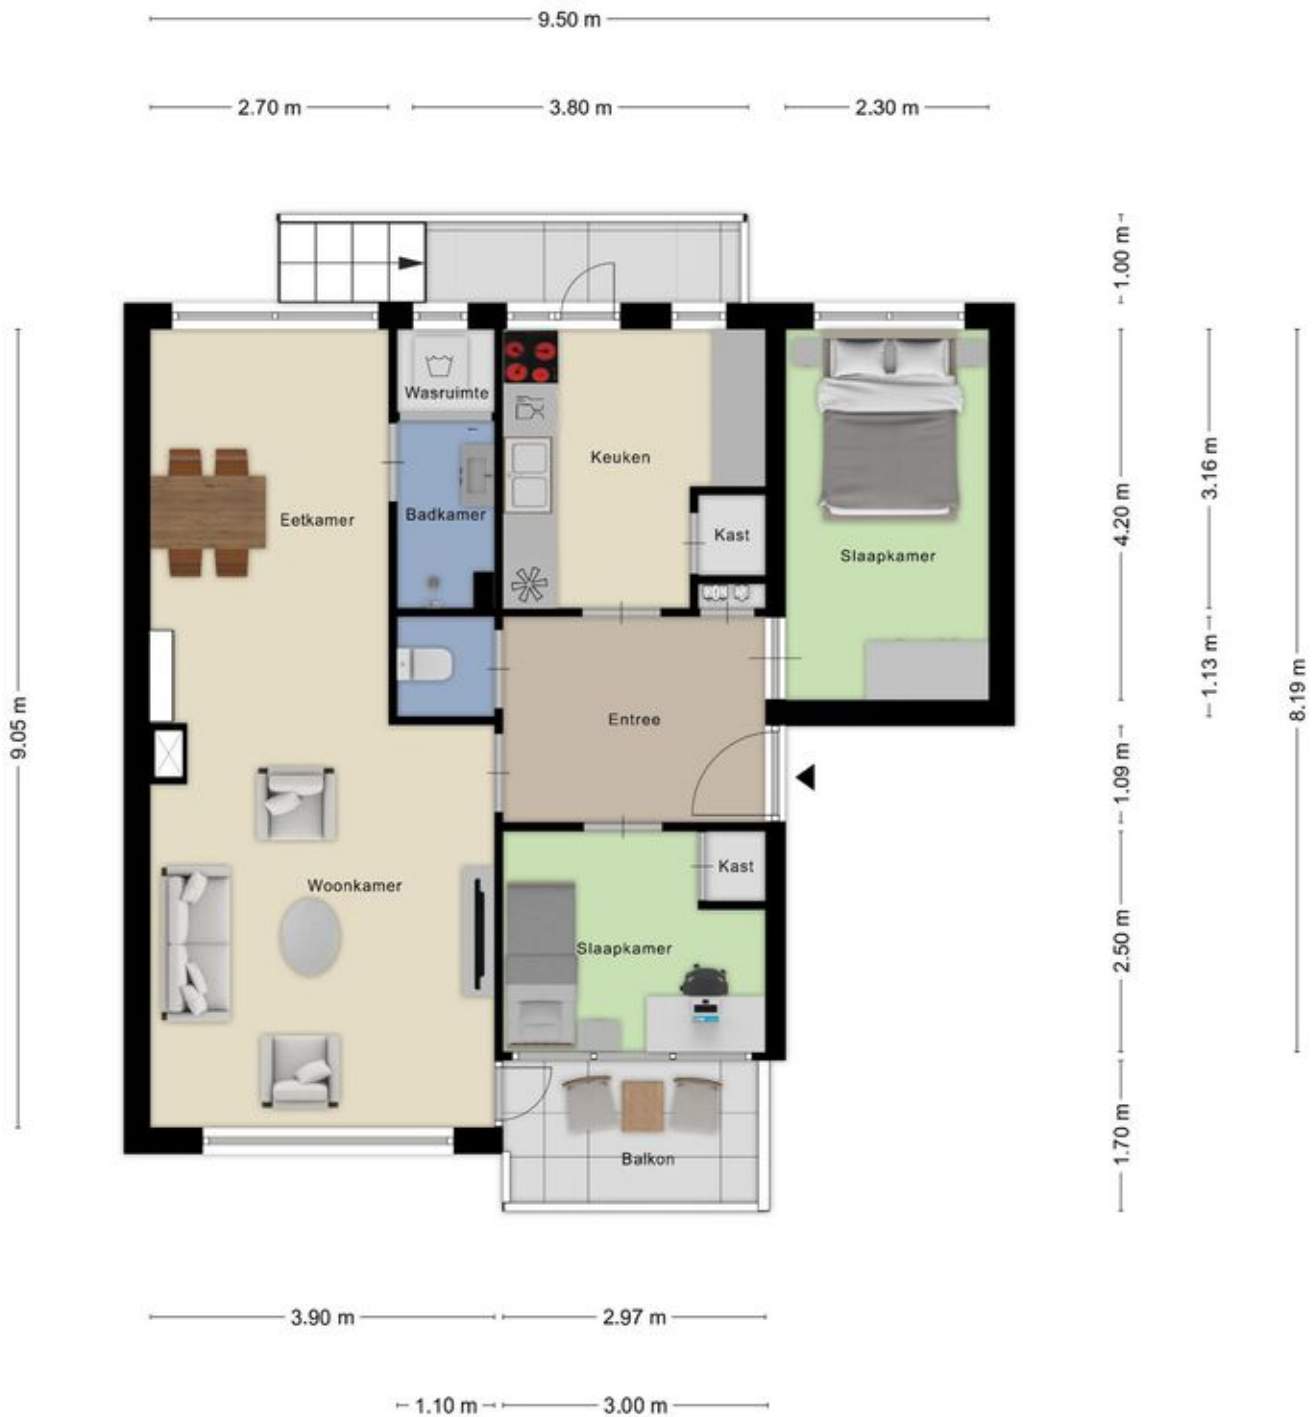 9.50 m
2.70 m
3.80 m
2.30 m
1.00 m
Wasruimte
Keuken
3.16 m
Badkamer
Eetkamer
4.20 m
Kast
Slaapkamer
1.13 m
8.19 m
Entree
9.05 m
1.09 m
Kast
Woonkamer
Slaapkamer
2.50 m
1.70 m
Balkon
3.90 m
2.97 m
1.10 m
3.00 m